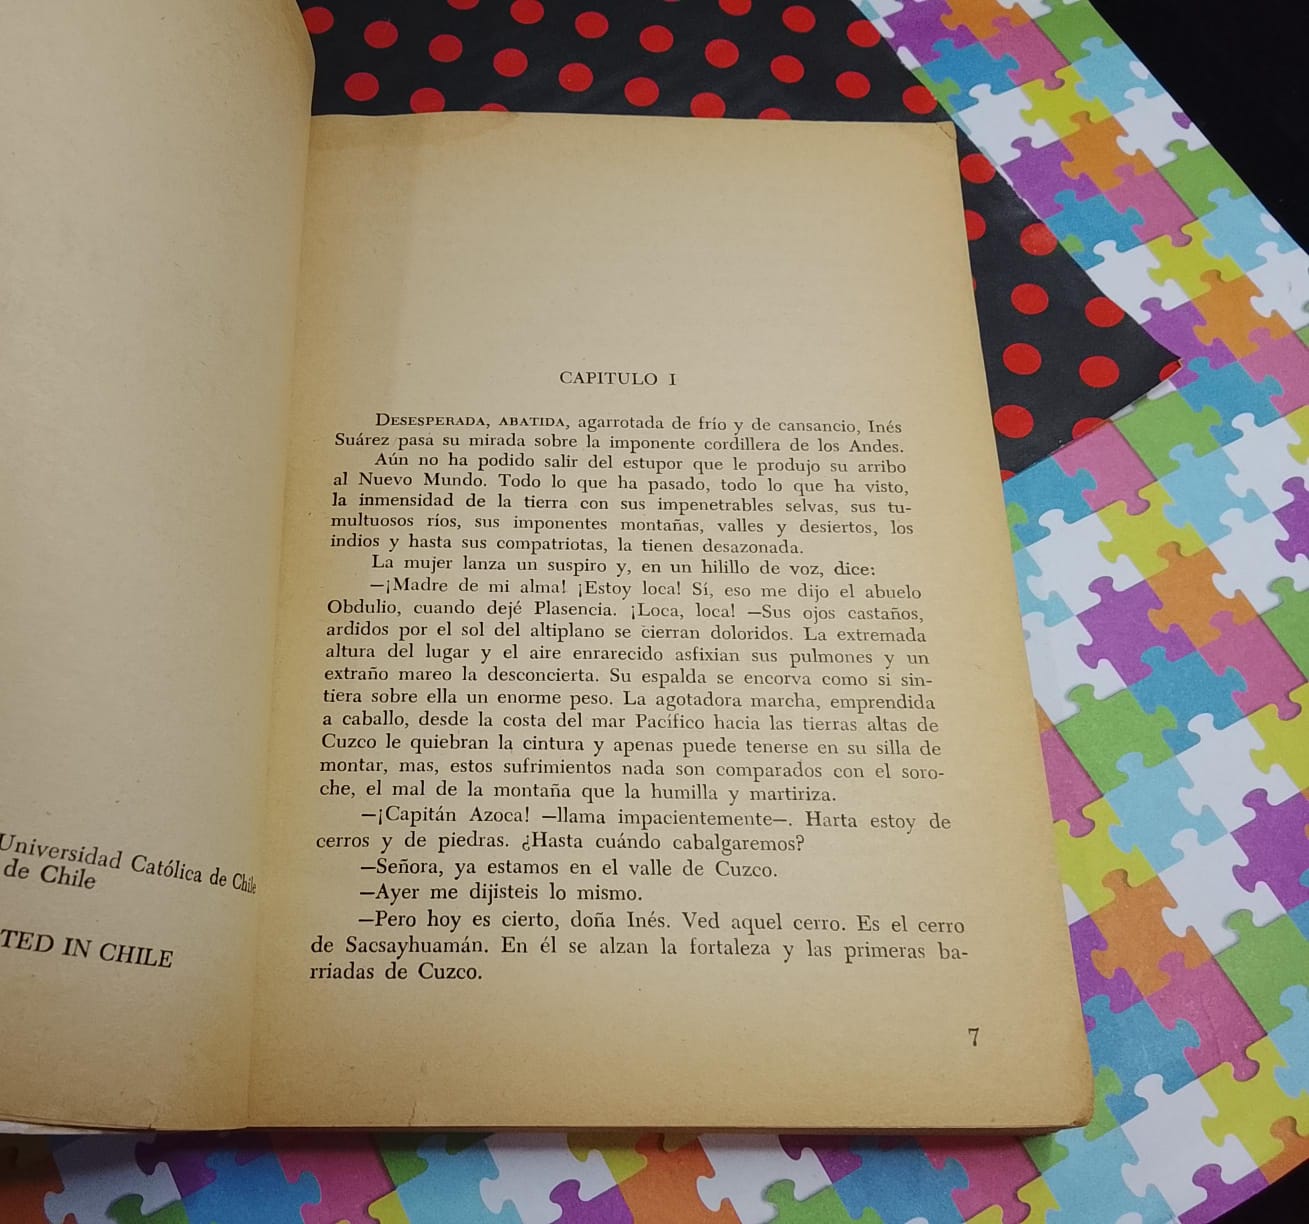 Universidad Católica de Chile
de Chile
TED IN CHILE
CAPITULO I
DESESPERADA, ABATIDA, agarrotada de frío y de cansancio, Inés
Suárez pasa su mirada sobre la imponente cordillera de los Andes.
Aún no ha podido salir del estupor que le produjo su arribo
al Nuevo Mundo. Todo lo que ha pasado, todo lo que ha visto,
la inmensidad de la tierra con sus impenetrables selvas, sus tu-
multuosos ríos, sus imponentes montañas, valles y desiertos, los
indios y hasta sus compatriotas, la tienen desazonada.
La mujer lanza un suspiro y, en un hilillo de voz, dice:
—¡Madre de mi alma! ¡Estoy loca! Sí, eso me dijo el abuelo
Obdulio, cuando dejé Plasencia. ¡Loca, loca! —Sus ojos castaños,
ardidos por el sol del altiplano se cierran doloridos. La extremada
altura del lugar y el aire enrarecido asfixian sus pulmones y un
extraño mareo la desconcierta. Su espalda se encorva como si sin-
tiera sobre ella un enorme peso. La agotadora marcha, emprendida
a caballo, desde la costa del mar Pacífico hacia las tierras altas de
Cuzco le quiebran la cintura y apenas puede tenerse en su silla de
montar, mas, estos sufrimientos nada son comparados con el soro-
che, el mal de la montaña que la humilla y martiriza.
—¡Capitán Azoca! —llama impacientemente—. Harta estoy de
cerros y de piedras. ¿Hasta cuándo cabalgaremos?
—Señora, ya estamos en el valle de Cuzco.
—Ayer me dijisteis lo mismo.
—Pero hoy es cierto, doña Inés. Ved aquel cerro. Es el cerro
de Sacsayhuamán. En él se alzan la fortaleza y las primeras ba-
rriadas de Cuzco.
7